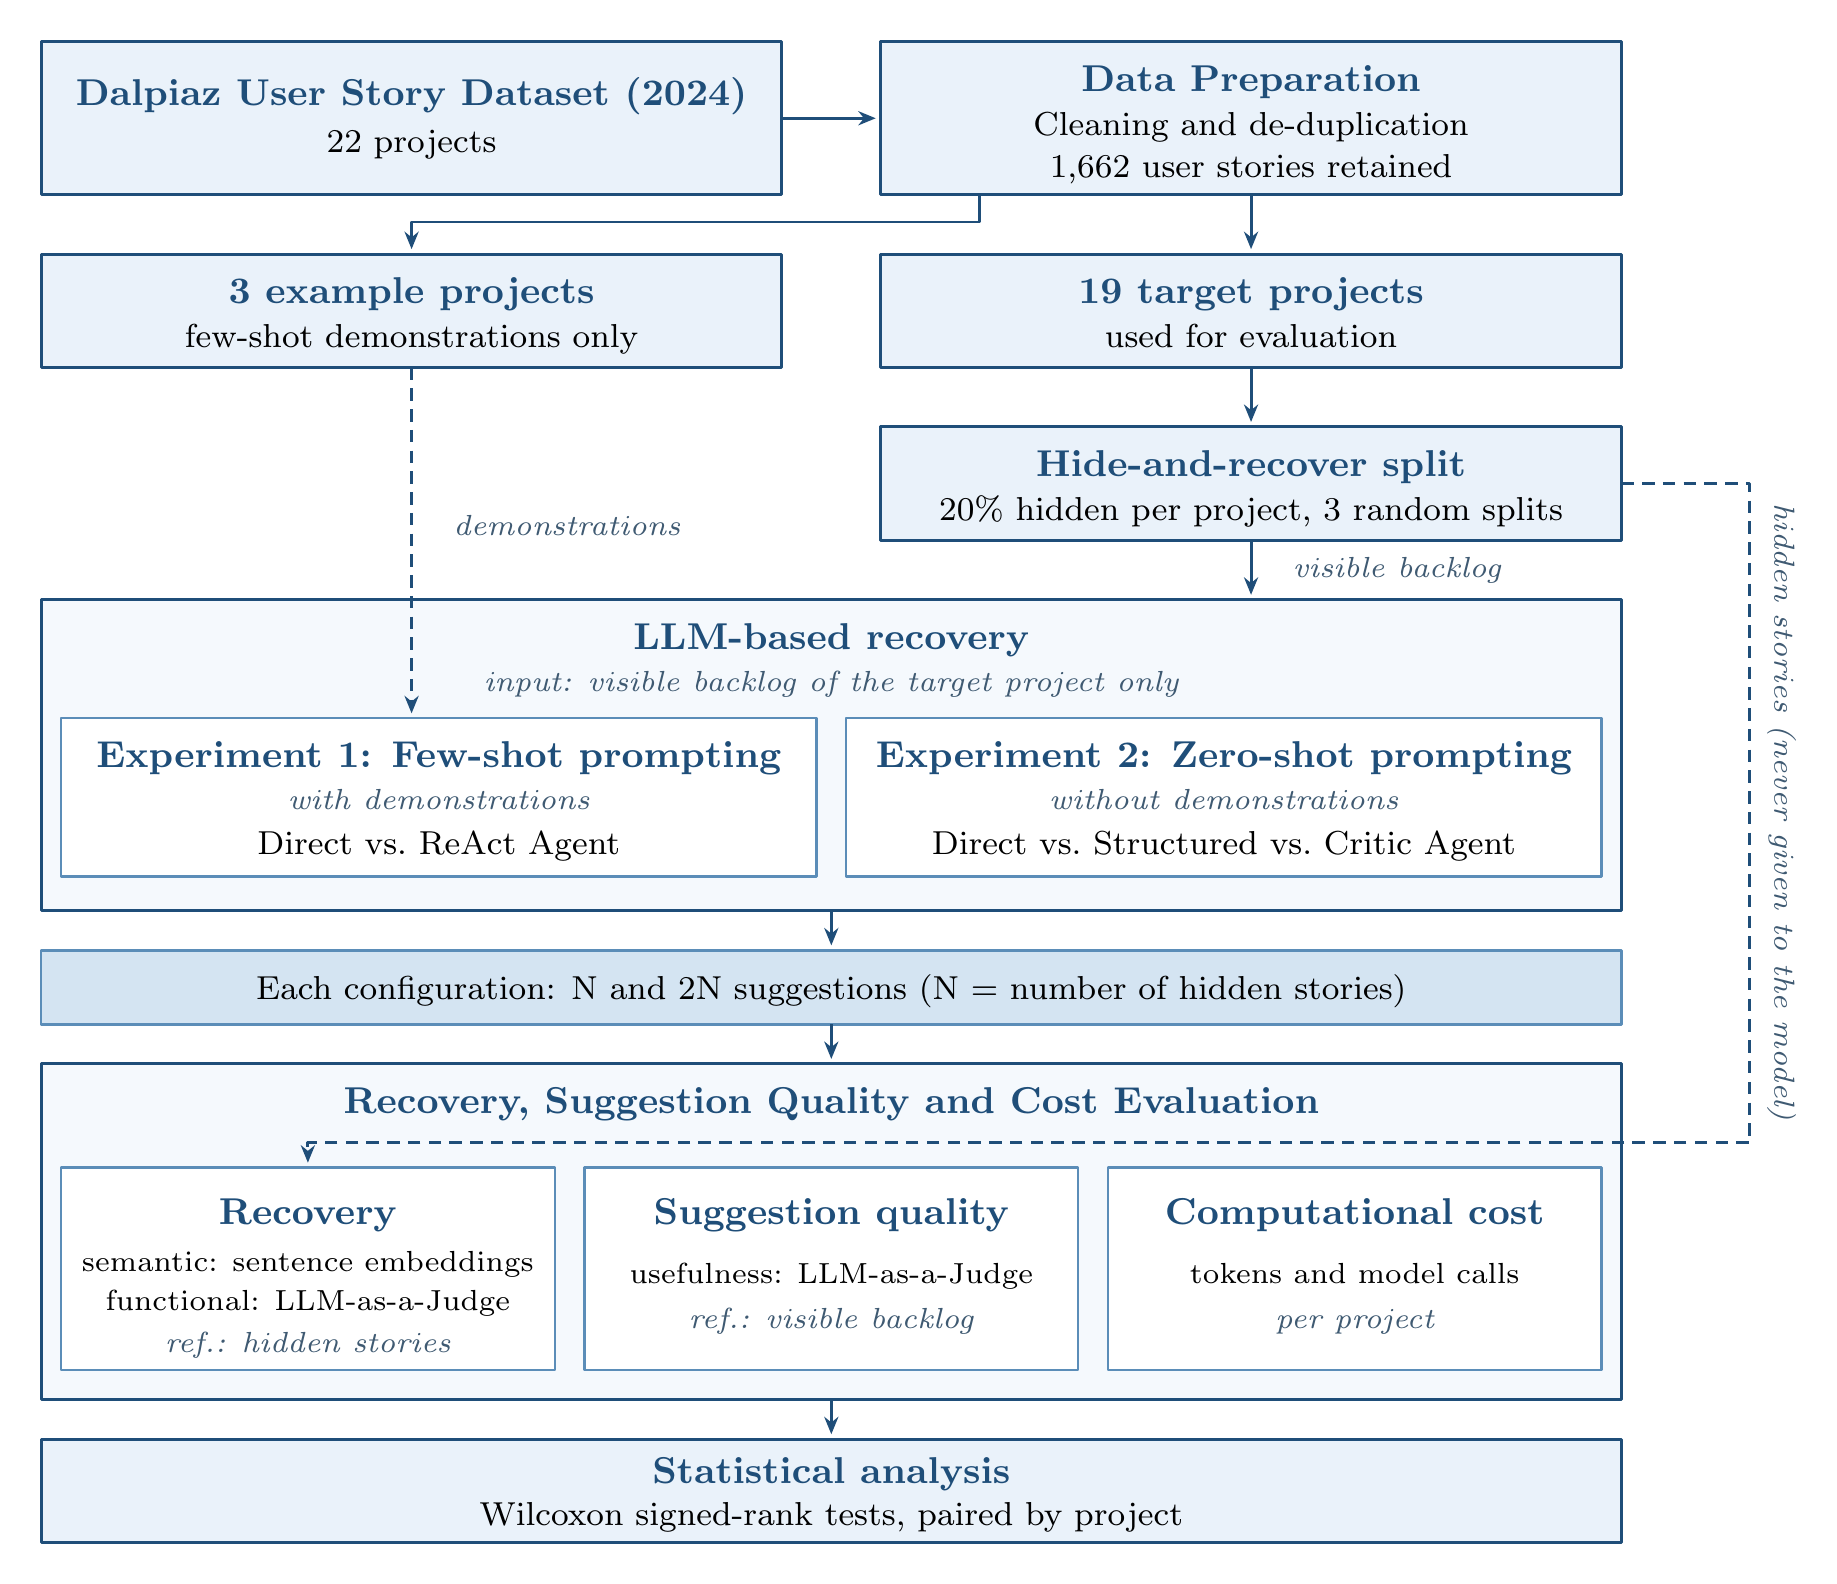 Dalpiaz User Story Dataset (2024)
22 projects
Data Preparation
Cleaning and de-duplication
1,662 user stories retained
3 example projects
few-shot demonstrations only
19 target projects
used for evaluation
Hide-and-recover split
20% hidden per project, 3 random splits
demonstrations
visible backlog
hidden stories (never given to the model)
LLM-based recovery
input: visible backlog of the target project only
Experiment 1: Few-shot prompting
with demonstrations
Direct vs. ReAct Agent
Experiment 2: Zero-shot prompting
without demonstrations
Direct vs. Structured vs. Critic Agent
Each configuration: N and 2N suggestions (N = number of hidden stories)
Recovery, Suggestion Quality and Cost Evaluation
Recovery
semantic: sentence embeddings
functional: LLM-as-a-Judge
ref.: hidden stories
Suggestion quality
usefulness: LLM-as-a-Judge
ref.: visible backlog
Computational cost
tokens and model calls
per project
Statistical analysis
Wilcoxon signed-rank tests, paired by project